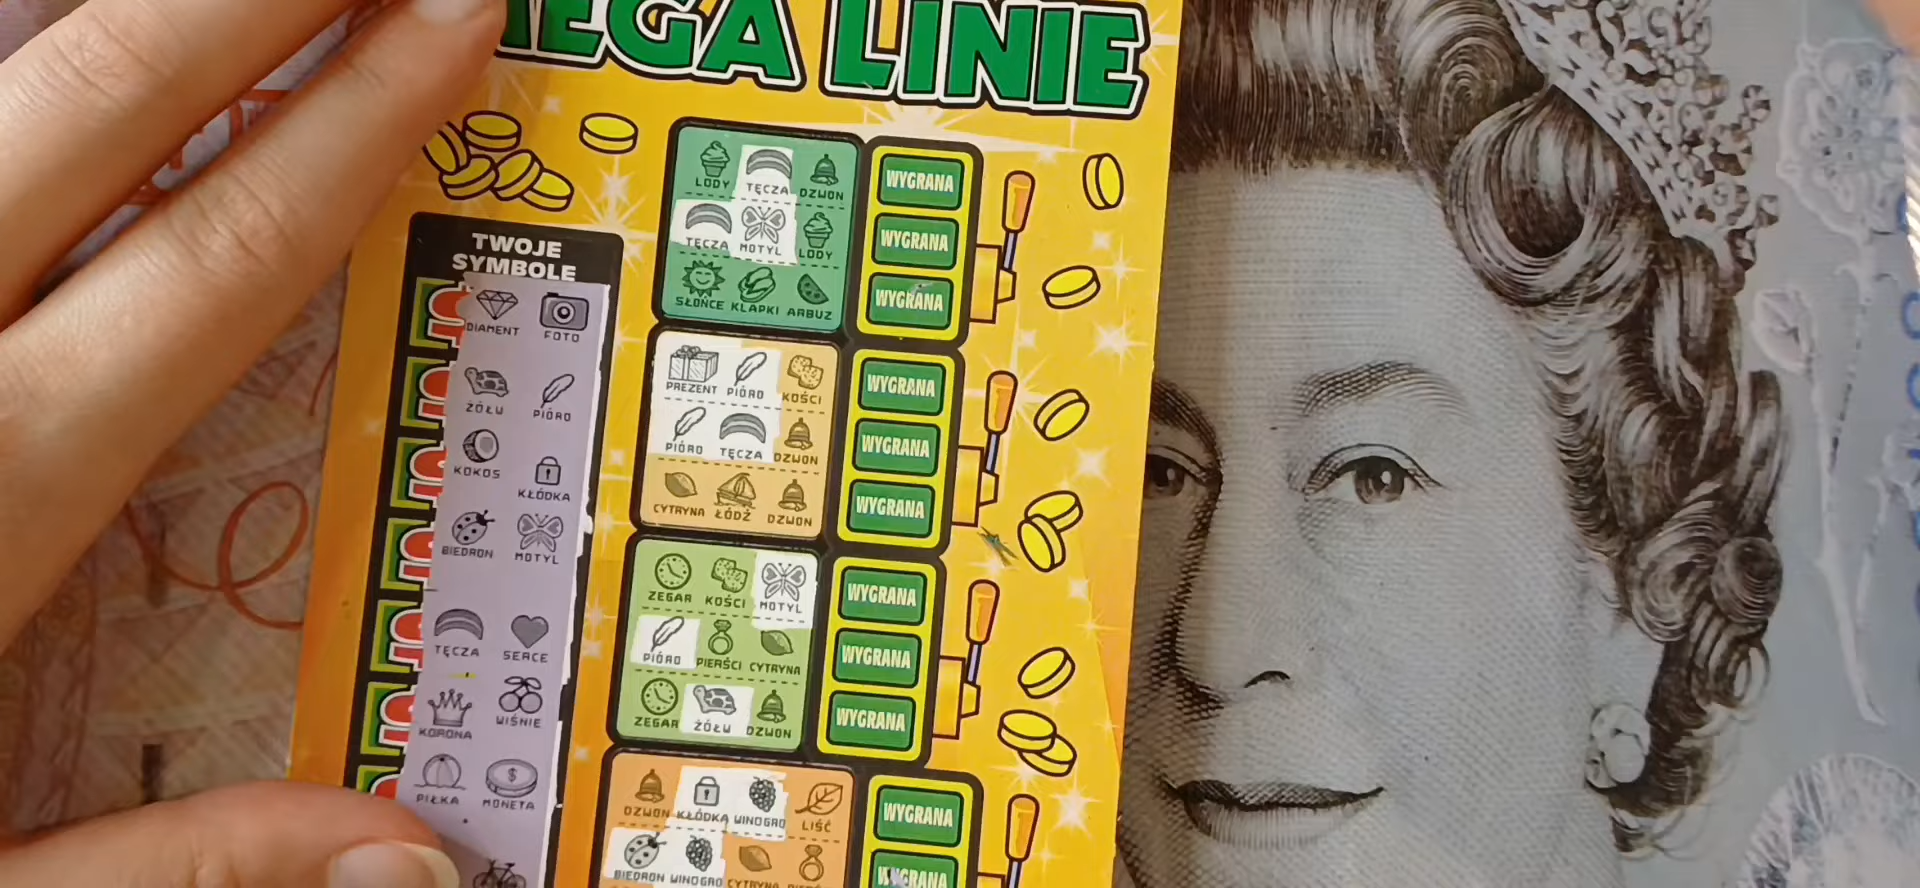 MEGA LINIE
TWOJE
SYMBOLE
DIAMENT FOTO
ŻÓŁW PIÓRO
KOKOS KŁÓDKA
BIEDRON MOTYL
TĘCZA SERCE
KORONA WIŚNIE
PIŁKA MONETA
LODY TĘCZA DZWON
TĘCZA MOTYL LODY
SŁOŃCE KLAPKI ARBUZ
WYGRANA
WYGRANA
WYGRANA
PREZENT PIÓRO KOŚCI
PIÓRO TĘCZA DZWON
CYTRYNA ŁÓDŹ DZWON
WYGRANA
WYGRANA
WYGRANA
ZEGAR KOŚCI MOTYL
PIÓRO PIERŚCI CYTRYNA
ZEGAR ŻÓŁW DZWON
WYGRANA
WYGRANA
WYGRANA
DZWON KŁÓDKA WINOGRO LIŚĆ
BIEDRON WINOGRO CYTRYNA
WYGRANA
WYGRANA